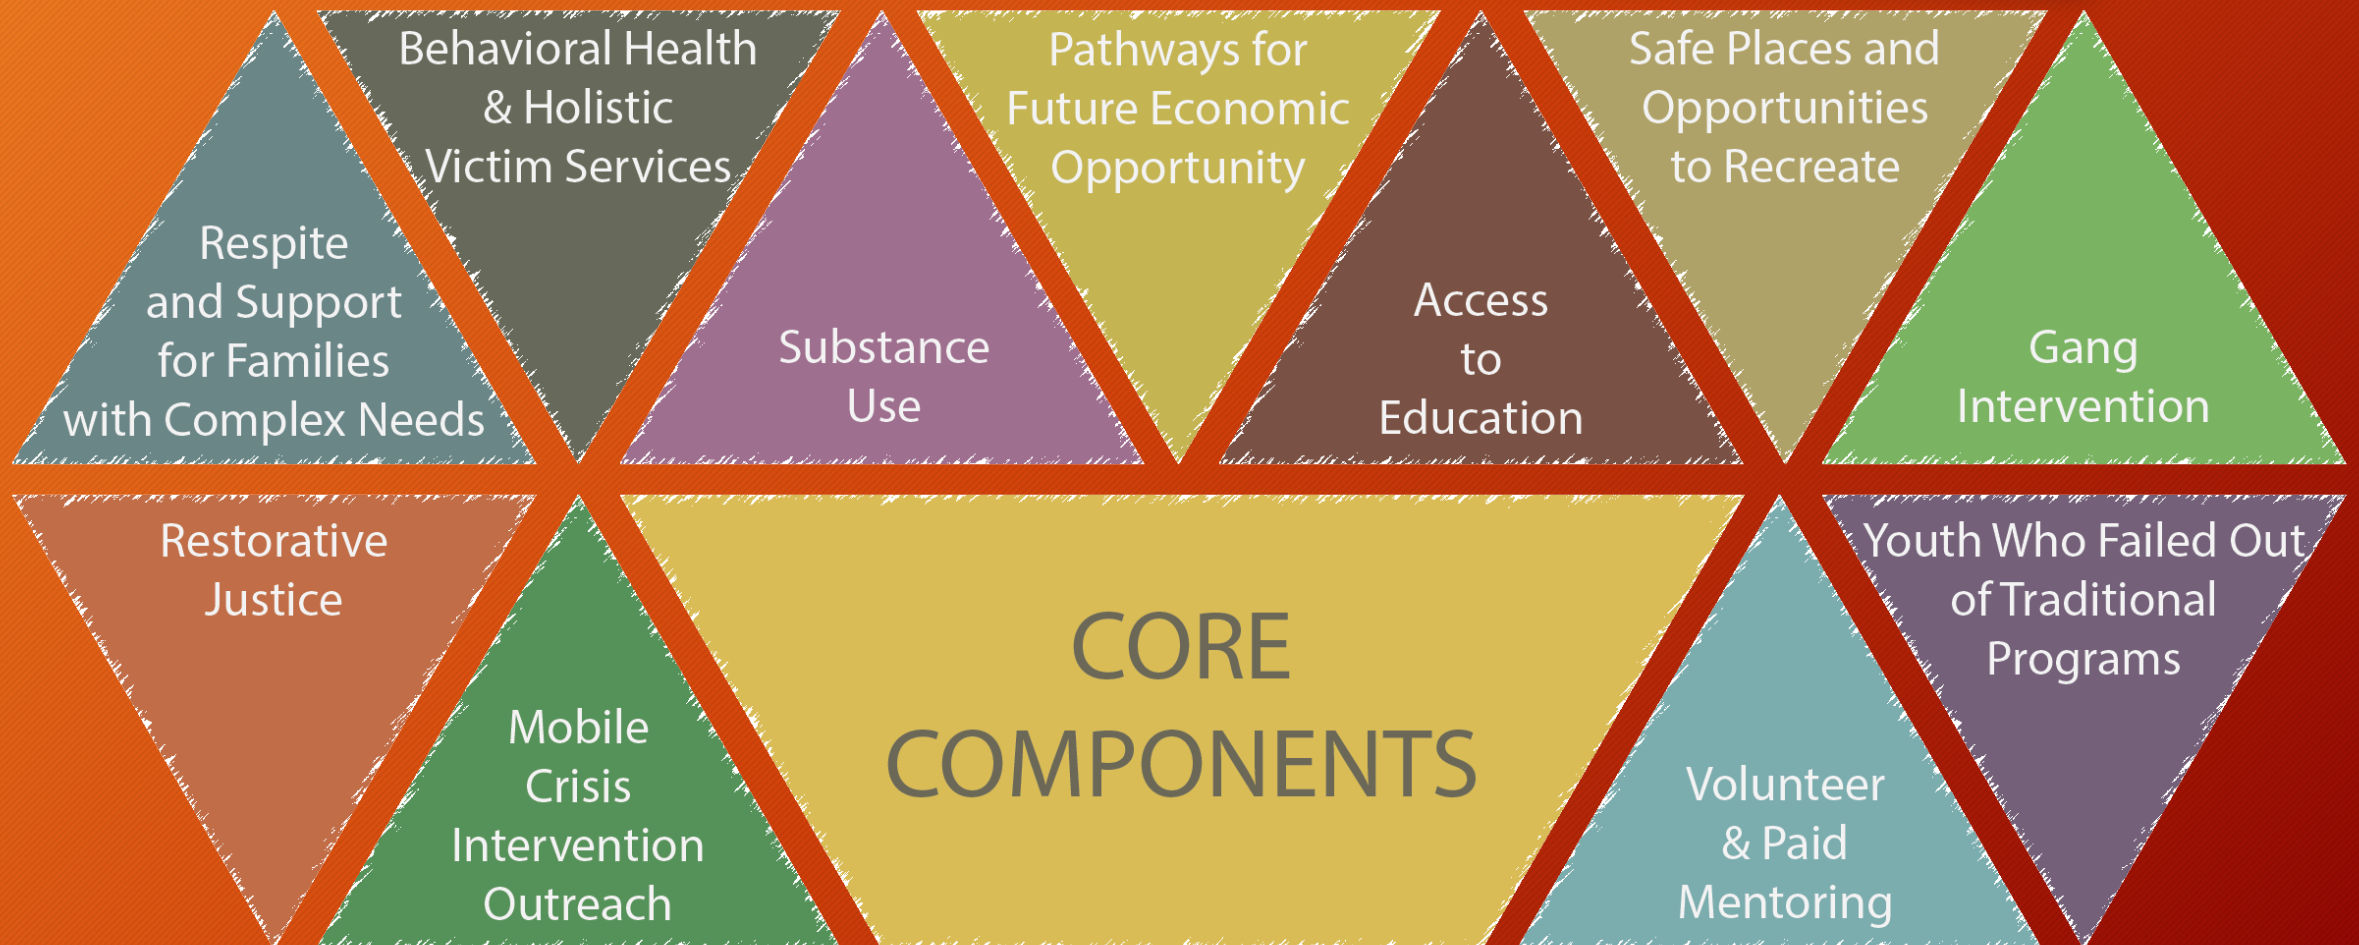 Respite
and Support
for Families
with Complex Needs
Behavioral Health
& Holistic
Victim Services
Substance
Use
Pathways for
Future Economic
Opportunity
Access
to
Education
Safe Places and
Opportunities
to Recreate
Gang
Intervention
Restorative
Justice
Mobile
Crisis
Intervention
Outreach
CORE
COMPONENTS
Volunteer
& Paid
Mentoring
Youth Who Failed Out
of Traditional
Programs